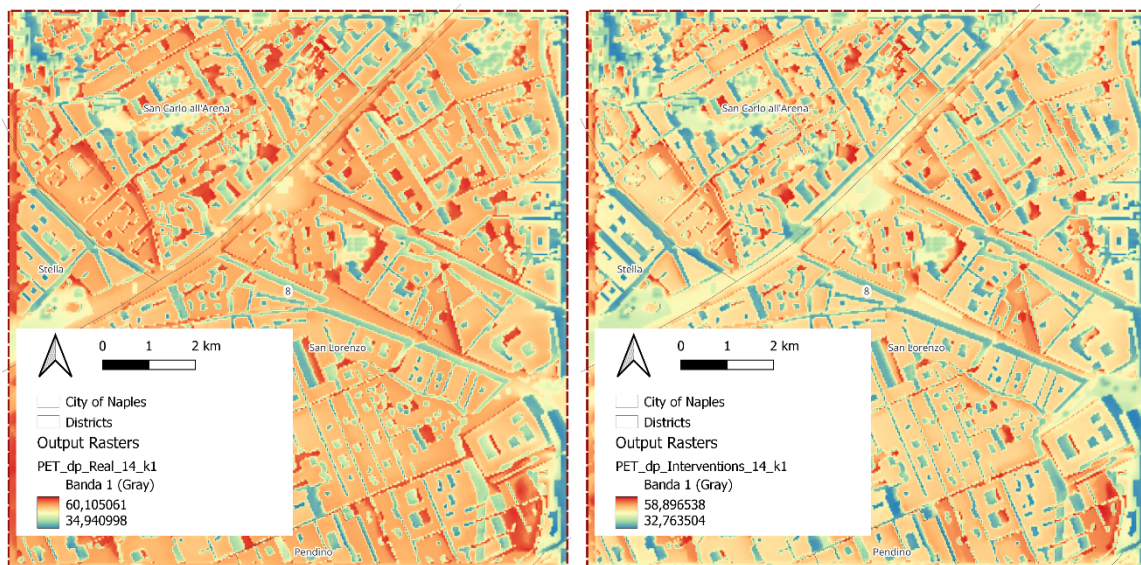 San Carlo all'Arena
Stella
8
San Lorenzo
0 1 2 km
City of Naples
Districts
Output Rasters
PET_dp_Real_14_k1
Banda 1 (Gray)
60,105061
34,940998
Pendino
San Carlo all'Arena
Stella
8
San Lorenzo
0 1 2 km
City of Naples
Districts
Output Rasters
PET_dp_Interventions_14_k1
Banda 1 (Gray)
58,896538
32,763504
Pendino